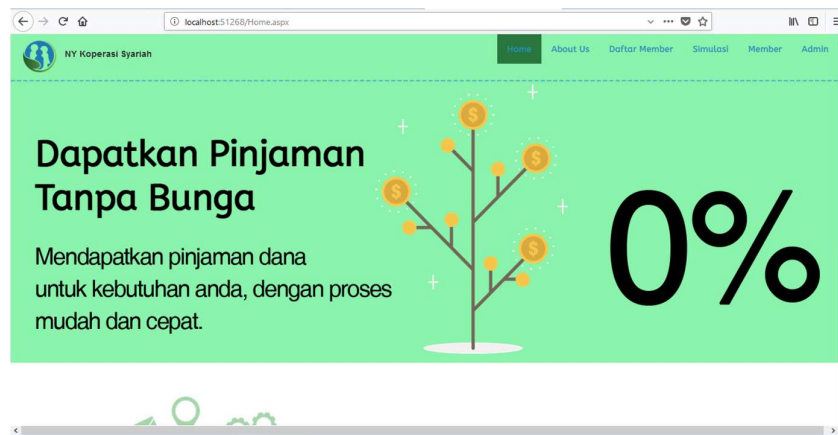 localhost:51268/Home.aspx
NY Koperasi Syariah
Home About Us Daftar Member Simulasi Member Admin
Dapatkan Pinjaman
Tanpa Bunga
0%
Mendapatkan pinjaman dana
untuk kebutuhan anda, dengan proses
mudah dan cepat.
$
$
$
$